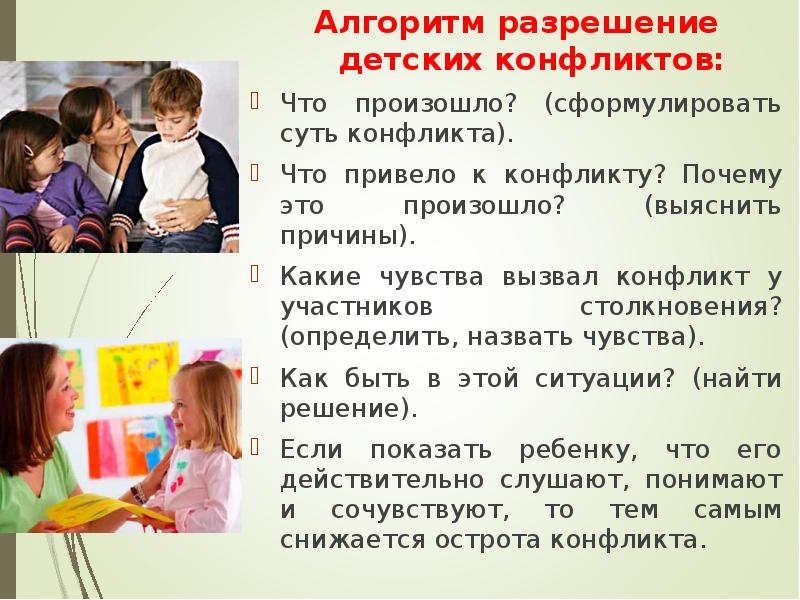 Алгоритм разрешение
детских конфликтов:
Что произошло? (сформулировать
суть конфликта).
Что привело к конфликту? Почему
это произошло? (выяснить
причины).
Какие чувства вызвал конфликт у
участников столкновения?
(определить, назвать чувства).
Как быть в этой ситуации? (найти
решение).
Если показать ребенку, что его
действительно слушают, понимают
и сочувствуют, то тем самым
снижается острота конфликта.